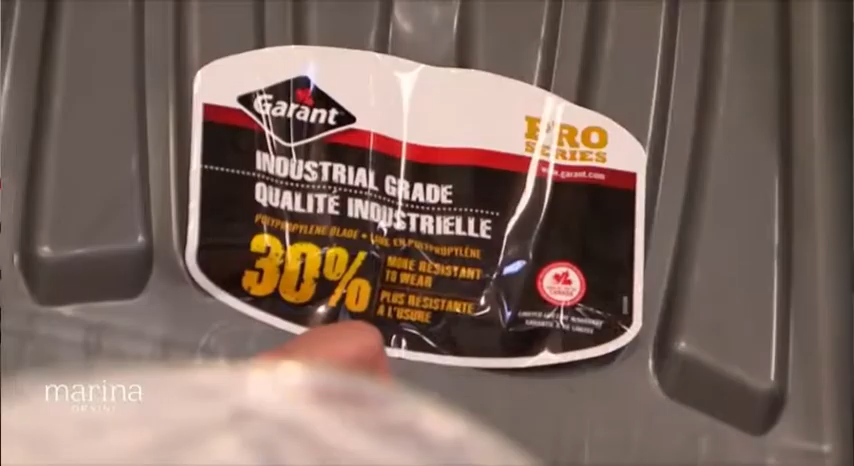 Garant
PRO
SERIES
www.garant.com
INDUSTRIAL GRADE
QUALITÉ INDUSTRIELLE
POLYPROPYLENE BLADE • LAME EN POLYPROPYLÈNE
30%
MORE RESISTANT
TO WEAR
PLUS RÉSISTANTE
À L'USURE
CANADA
marina